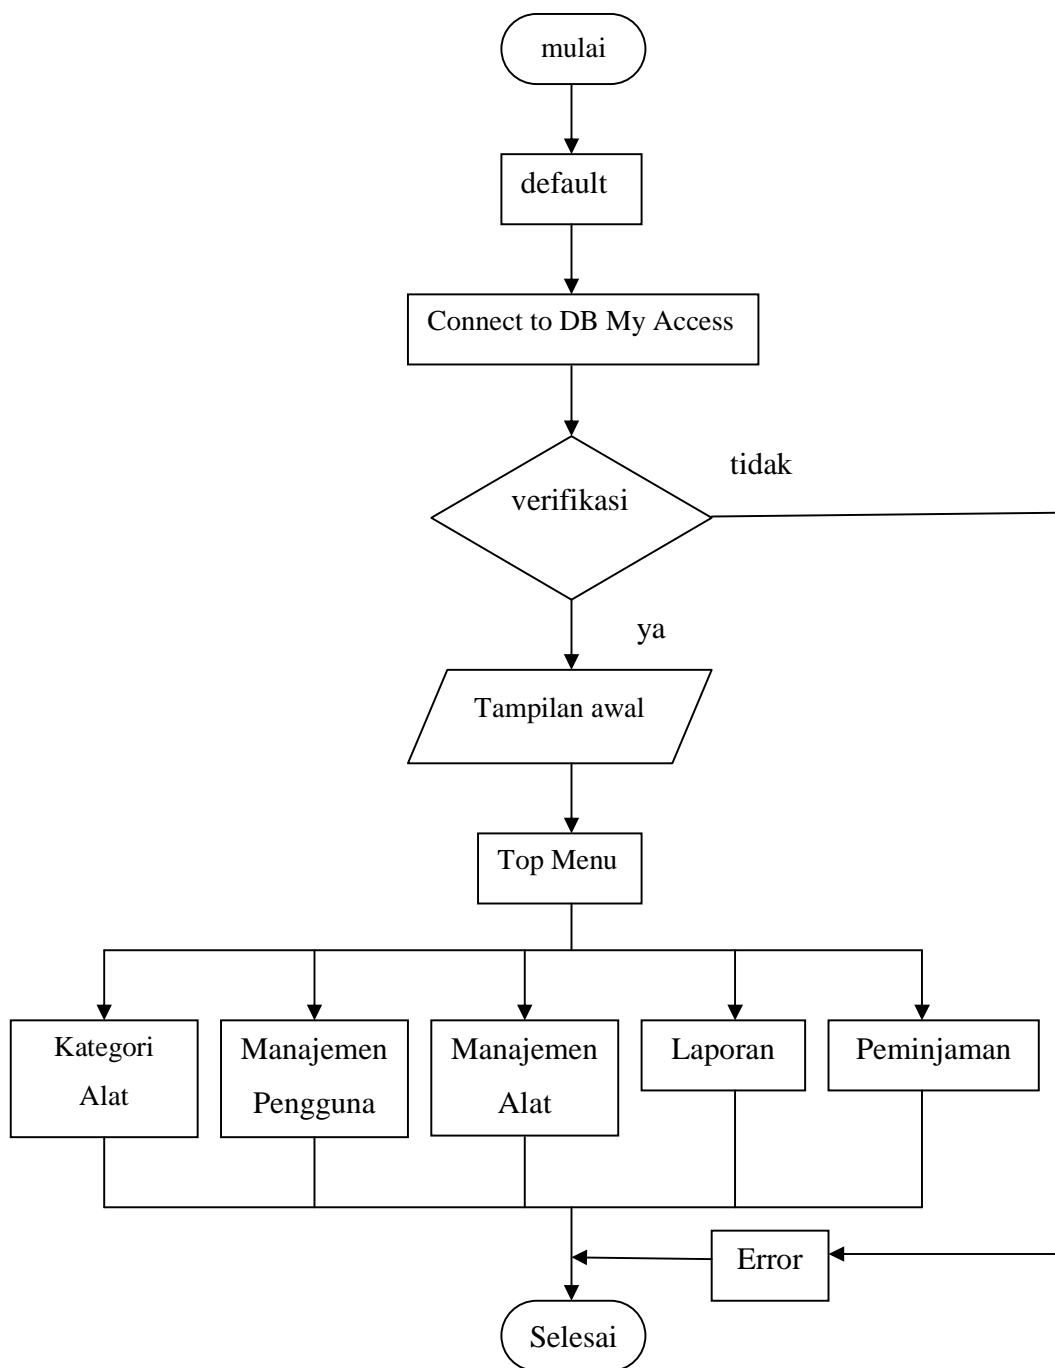 mulai
default
Connect to DB My Access
tidak
verifikasi
ya
Tampilan awal
Top Menu
Kategori
Alat
Manajemen
Pengguna
Manajemen
Alat
Laporan
Peminjaman
Error
Selesai